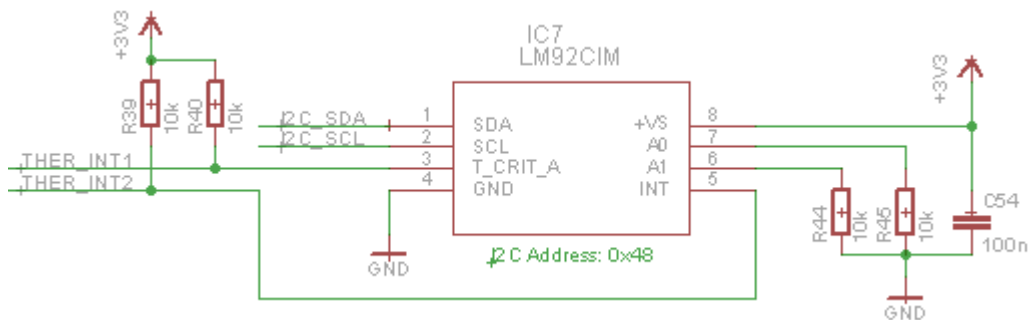 +3V3
R39
10k
R40
10k
THER_INT1
THER_INT2
I2C_SDA
I2C_SCL
IC7
LM92CIM
1 SDA
2 SCL
3 T_CRIT_A
4 GND
+VS 8
A0 7
A1 6
INT 5
GND
I2C Address: 0x48
+3V3
R44
10k
R45
10k
C54
100n
GND